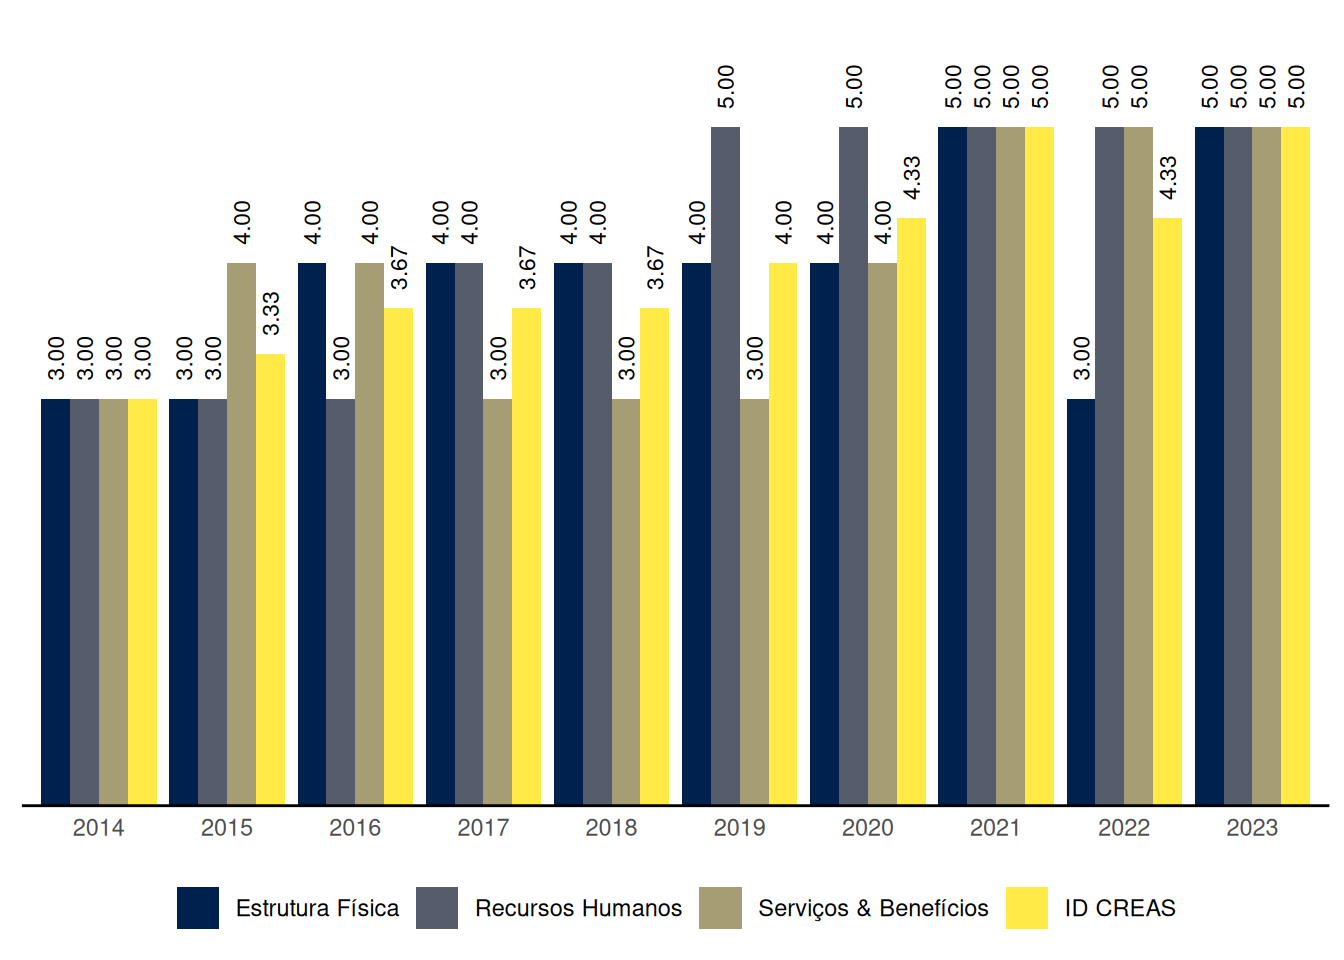 5.00 5.00 5.00 5.00 5.00 5.00 5.00 5.00 5.00 5.00 5.00 5.00
4.33 4.33
4.00 4.00 4.00 4.00 4.00 4.00 4.00 4.00 4.00 4.00 4.00
3.67 3.67 3.67
3.33
3.00 3.00 3.00 3.00 3.00 3.00 3.00 3.00 3.00 3.00 3.00
2014 2015 2016 2017 2018 2019 2020 2021 2022 2023
Estrutura Física Recursos Humanos Serviços & Benefícios ID CREAS